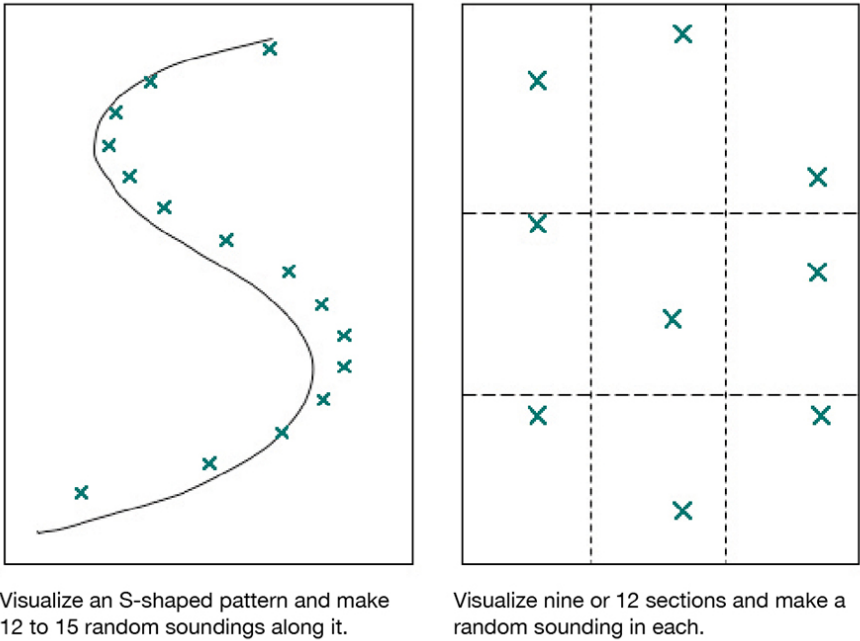 Visualize an S-shaped pattern and make
12 to 15 random soundings along it.
Visualize nine or 12 sections and make a
random sounding in each.